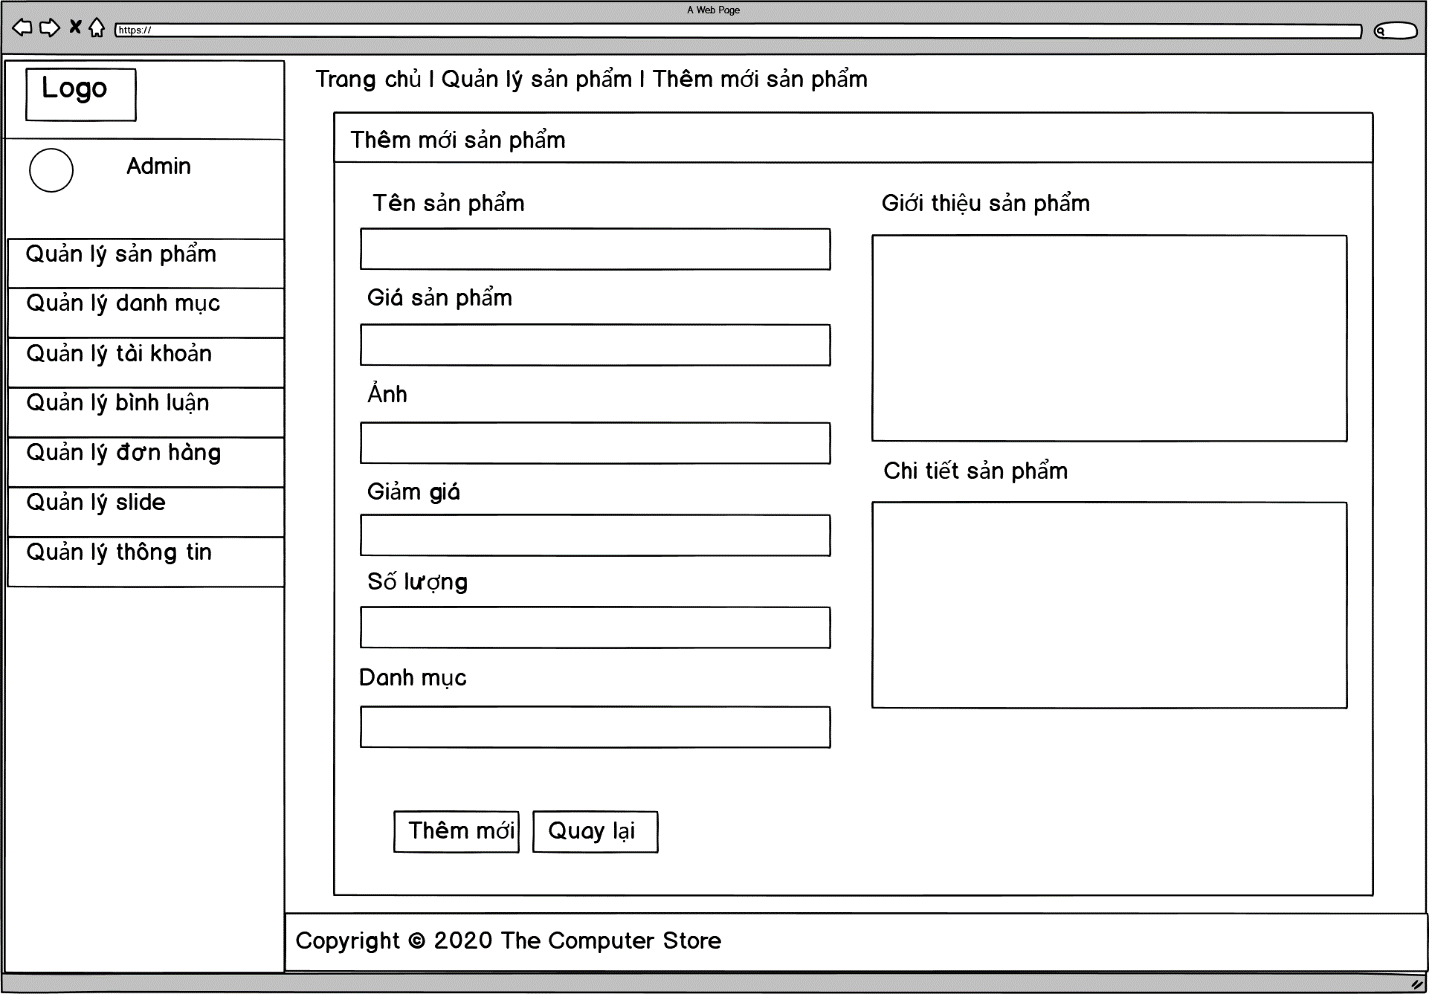 A Web Page
https://
Logo
Admin
Quản lý sản phẩm
Quản lý danh mục
Quản lý tài khoản
Quản lý bình luận
Quản lý đơn hàng
Quản lý slide
Quản lý thông tin
Trang chủ | Quản lý sản phẩm | Thêm mới sản phẩm
Thêm mới sản phẩm
Tên sản phẩm
Giá sản phẩm
Ảnh
Giảm giá
Số lượng
Danh mục
Giới thiệu sản phẩm
Chi tiết sản phẩm
Thêm mới
Quay lại
Copyright © 2020 The Computer Store